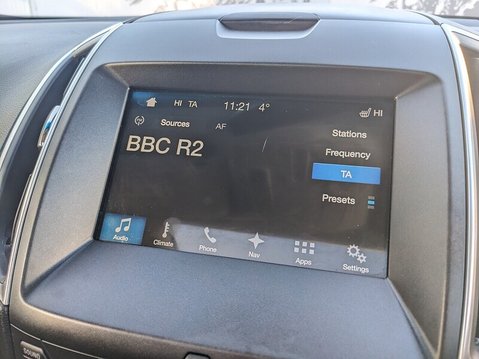 HI TA 11:21 4° HI
Sources AF
BBC R2
Stations
Frequency
TA
Presets
Audio Climate Phone Nav Apps Settings
SOUND